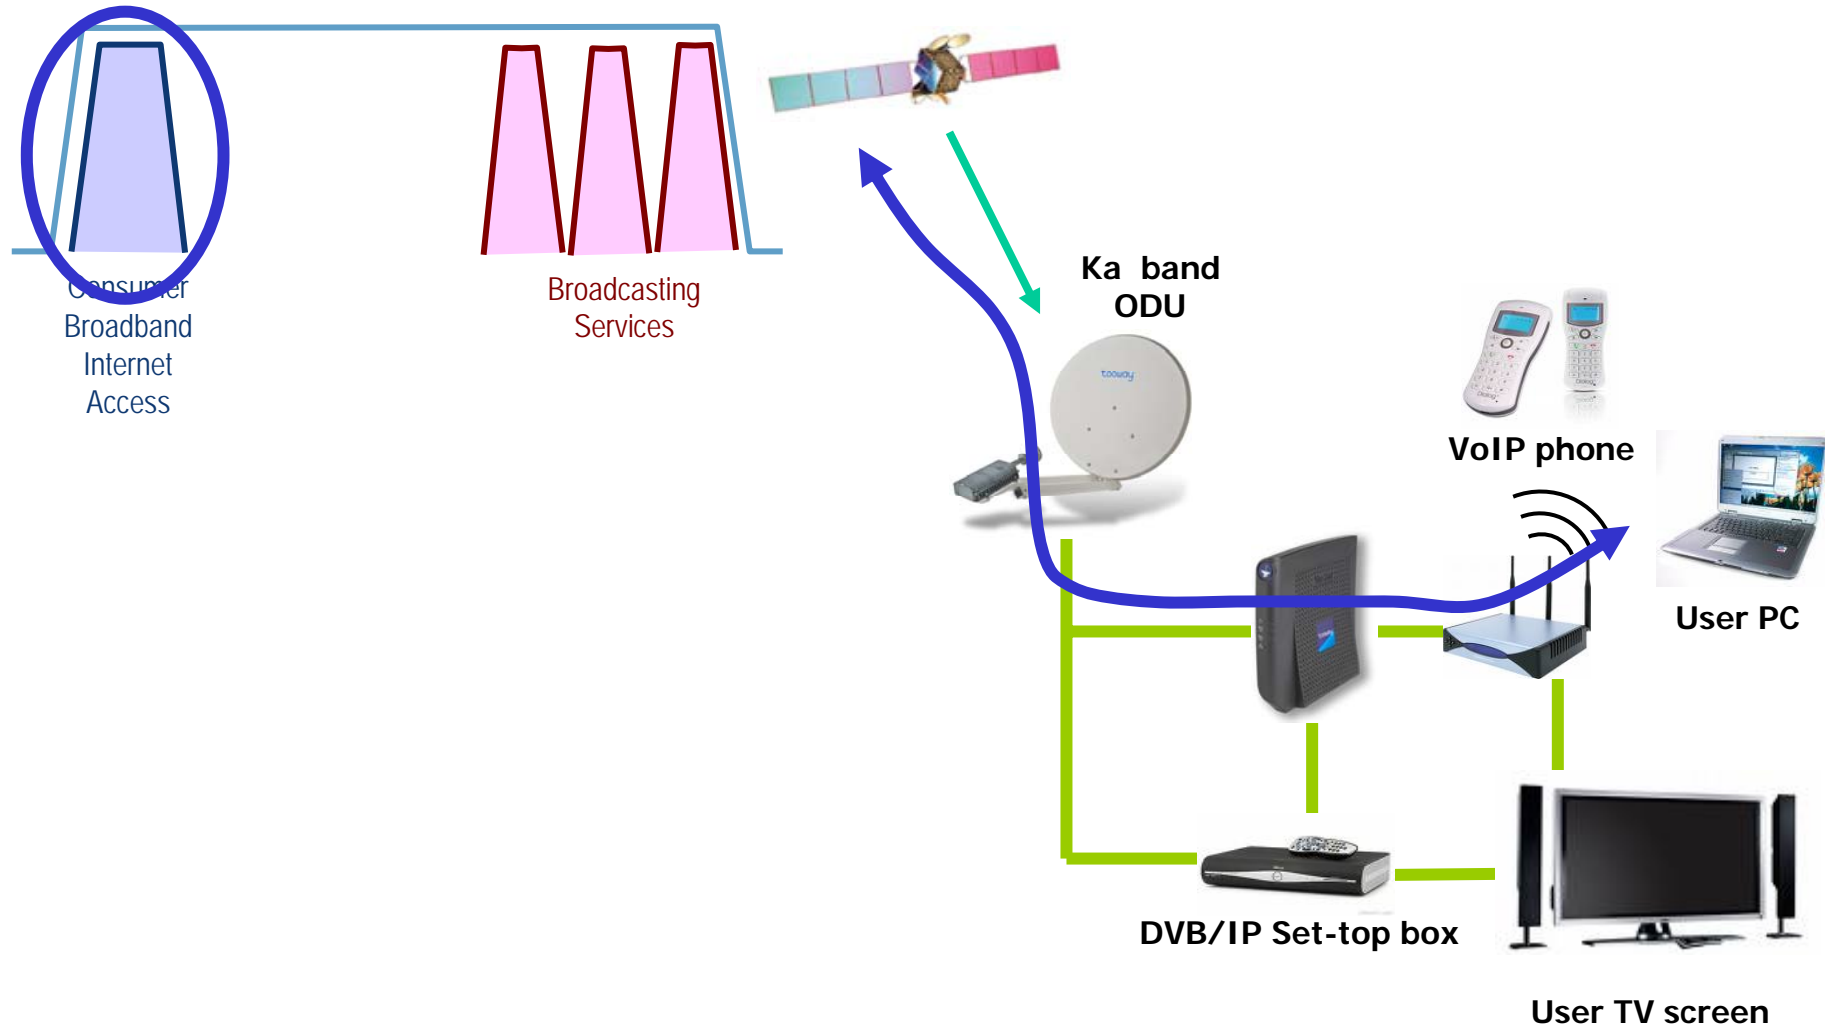 Consumer
Broadband
Internet
Access
Broadcasting
Services
Ka band
ODU
tooway
VoIP phone
User PC
DVB/IP Set-top box
User TV screen